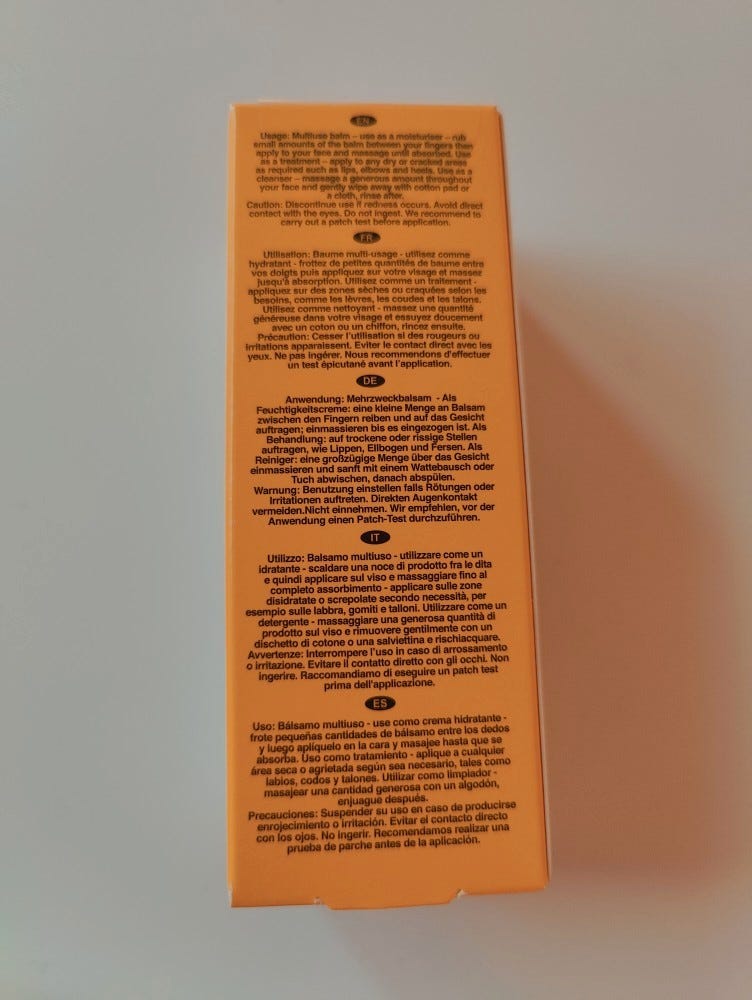 EN
Usage: Multiuse balm – use as a moisturiser – rub
small amounts of the balm between your fingers then
apply to your face and massage until absorbed. Use
as a treatment – apply to any dry or cracked areas
as required such as lips, elbows and heels. Use as a
cleanser – massage a generous amount throughout
your face and gently wipe away with cotton pad or
a cloth, rinse after.
Caution: Discontinue use if redness occurs. Avoid direct
contact with the eyes. Do not ingest. We recommend to
carry out a patch test before application.
FR
Utilisation: Baume multi-usage - utilisez comme
hydratant - frottez de petites quantités de baume entre
vos doigts puis appliquez sur votre visage et massez
jusqu'à absorption. Utilisez comme un traitement -
appliquez sur des zones sèches ou craquées selon les
besoins, comme les lèvres, les coudes et les talons.
Utilisez comme nettoyant - massez une quantité
généreuse dans votre visage et essuyez doucement
avec un coton ou un chiffon, rincez ensuite.
Précaution: Cesser l'utilisation si des rougeurs ou
irritations apparaissent. Eviter le contact direct avec les
yeux. Ne pas ingérer. Nous recommendons d'effectuer
un test épicutané avant l'application.
DE
Anwendung: Mehrzweckbalsam - Als
Feuchtigkeitscreme: eine kleine Menge an Balsam
zwischen den Fingern reiben und auf das Gesicht
auftragen; einmassieren bis es eingezogen ist. Als
Behandlung: auf trockene oder rissige Stellen
auftragen, wie Lippen, Ellbogen und Fersen. Als
Reiniger: eine großzügige Menge über das Gesicht
einmassieren und sanft mit einem Wattebausch oder
Tuch abwischen, danach abspülen.
Warnung: Benutzung einstellen falls Rötungen oder
Irritationen auftreten. Direkten Augenkontakt
vermeiden.Nicht einnehmen. Wir empfehlen, vor der
Anwendung einen Patch-Test durchzuführen.
IT
Utilizzo: Balsamo multiuso - utilizzare come un
idratante - scaldare una noce di prodotto fra le dita
e quindi applicare sul viso e massaggiare fino al
completo assorbimento - applicare sulle zone
disidratate o screpolate secondo necessità, per
esempio sulle labbra, gomiti e talloni. Utilizzare come un
detergente - massaggiare una generosa quantità di
prodotto sul viso e rimuovere gentilmente con un
dischetto di cotone o una salviettina e rischiacquare.
Avvertenze: Interrompere l'uso in caso di arrossamento
o irritazione. Evitare il contatto diretto con gli occhi. Non
ingerire. Raccomandiamo di eseguire un patch test
prima dell'applicazione.
ES
Uso: Bálsamo multiuso - use como crema hidratante -
frote pequeñas cantidades de bálsamo entre los dedos
y luego aplíquelo en la cara y masajee hasta que se
absorba. Uso como tratamiento - aplique a cualquier
área seca o agrietada según sea necesario, tales como
labios, codos y talones. Utilizar como limpiador -
masajear una cantidad generosa con un algodón,
enjuague después.
Precauciones: Suspender su uso en caso de producirse
enrojecimiento o irritación. Evitar el contacto directo
con los ojos. No ingerir. Recomendamos realizar una
prueba de parche antes de la aplicación.